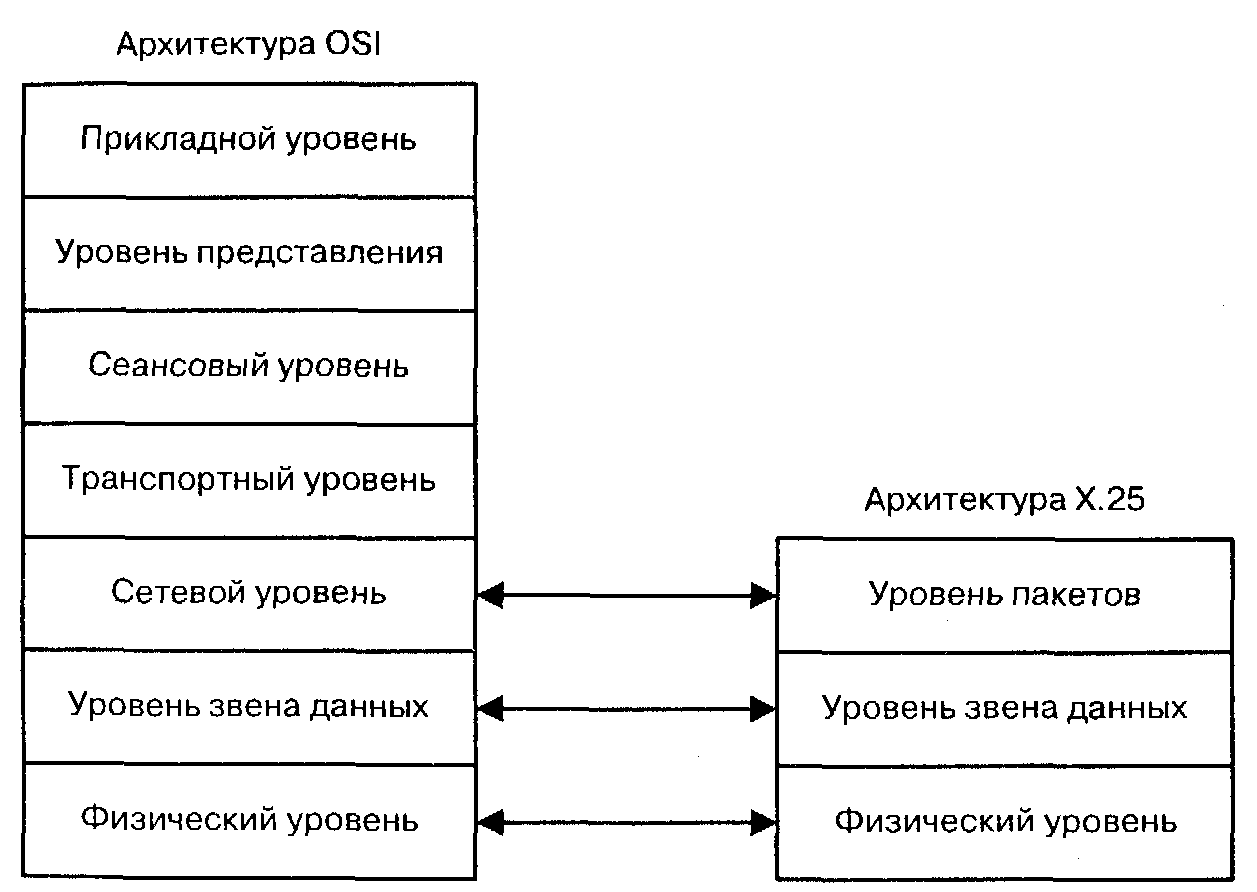 Архитектура OSI
Прикладной уровень
Уровень представления
Сеансовый уровень
Транспортный уровень
Сетевой уровень
Уровень звена данных
Физический уровень
Архитектура X.25
Уровень пакетов
Уровень звена данных
Физический уровень